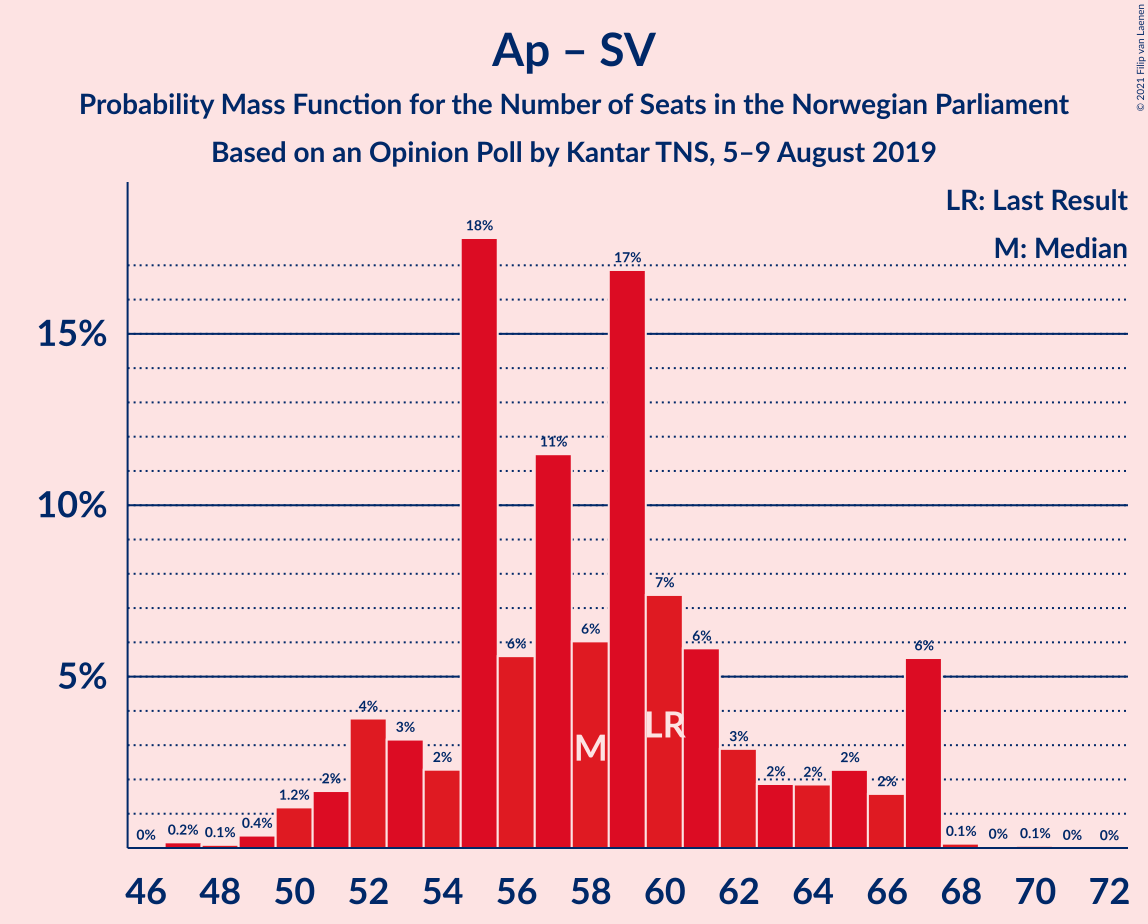 © 2021 Filip van Laenen
Ap – SV
Probability Mass Function for the Number of Seats in the Norwegian Parliament
Based on an Opinion Poll by Kantar TNS, 5–9 August 2019
LR: Last Result
M: Median
15%
10%
5%
0% 0.2% 0.1% 0.4% 1.2% 2% 4% 3% 2% 18% 6% 11% 6% 17% 7% 6% 3% 2% 2% 2% 2% 6% 0.1% 0% 0.1% 0% 0%
M LR
46 48 50 52 54 56 58 60 62 64 66 68 70 72